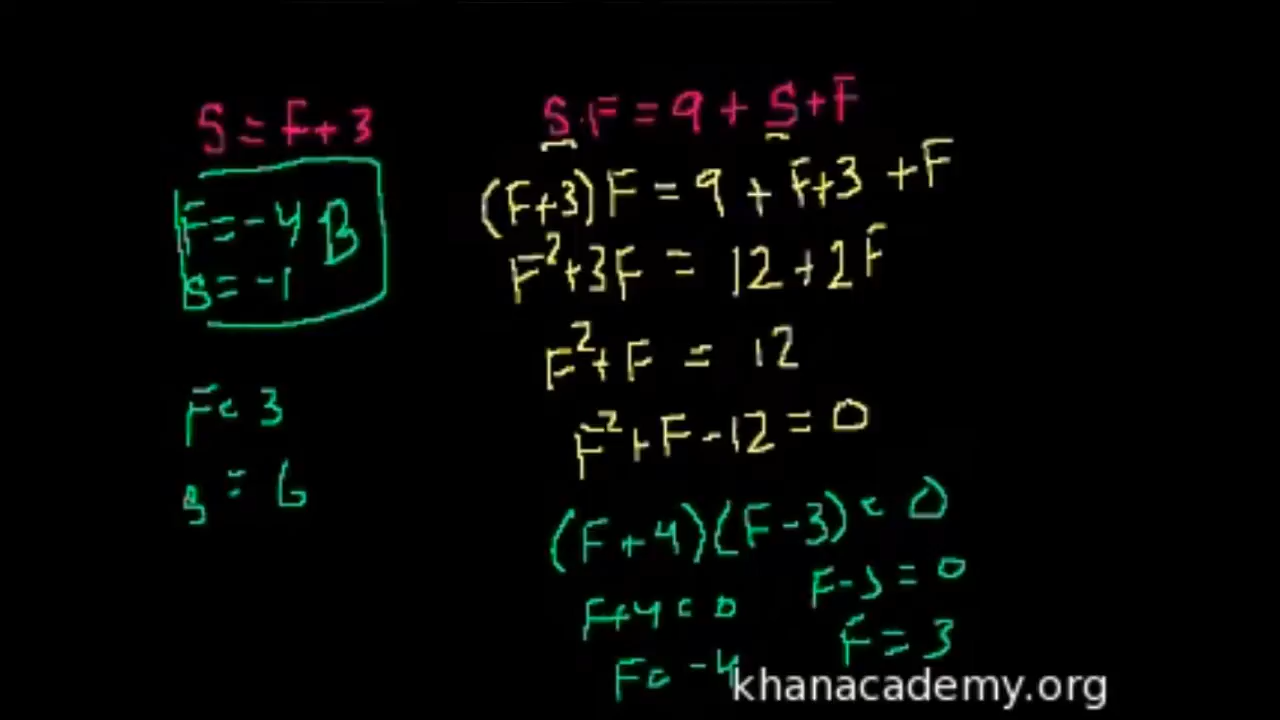 S = F + 3
F = -4 B
S = -1
F = 3
S = 6
S · F = 9 + S + F
(F+3) F = 9 + F+3 + F
F² + 3F = 12 + 2F
F² + F = 12
F² + F - 12 = 0
(F + 4)(F - 3) = 0
F+4 = 0
F = -4
F - 3 = 0
F = 3
khanacademy.org